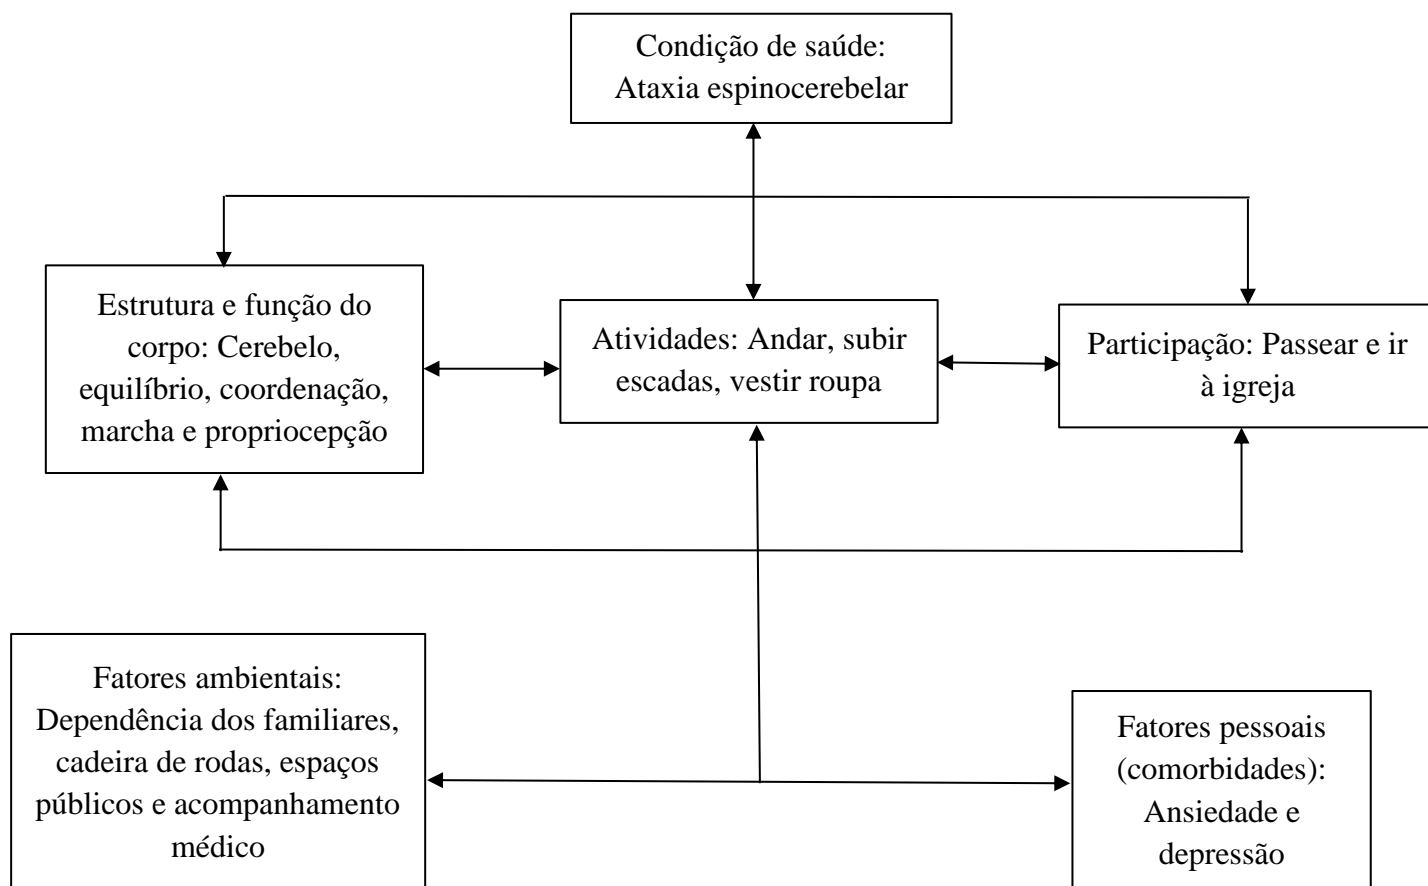 Condição de saúde:
Ataxia espinocerebelar
Estrutura e função do
corpo: Cerebelo,
equilíbrio, coordenação,
marcha e propriocepção
Atividades: Andar, subir
escadas, vestir roupa
Participação: Passear e ir
à igreja
Fatores ambientais:
Dependência dos familiares,
cadeira de rodas, espaços
públicos e acompanhamento
médico
Fatores pessoais
(comorbidades):
Ansiedade e
depressão